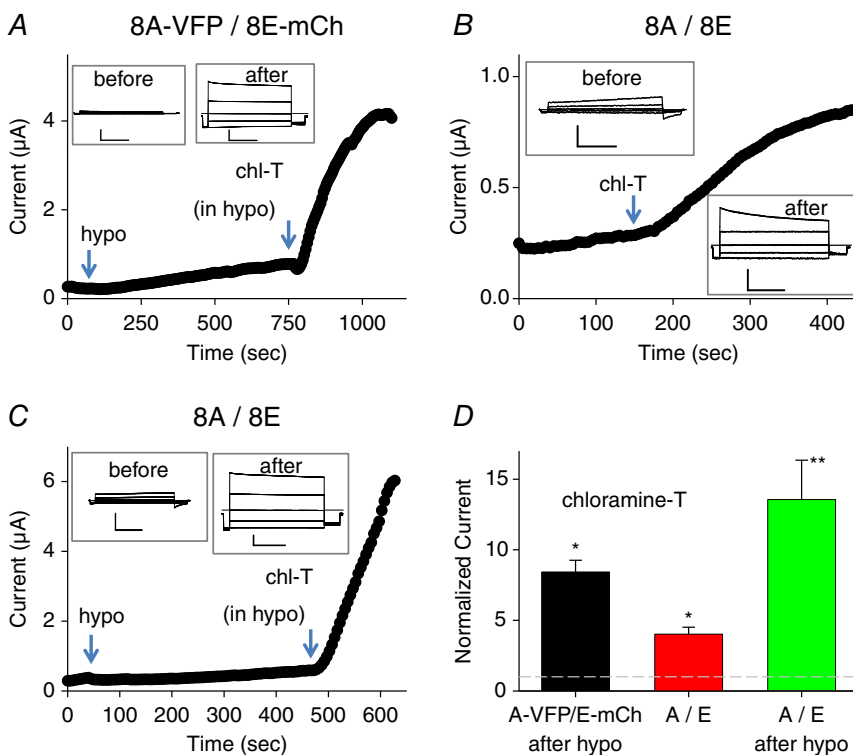 A
8A-VFP / 8E-mCh
Current (µA)
4
2
0
before
after
hypo
chl-T
(in hypo)
0
250
500
750
1000
Time (sec)
B
8A / 8E
Current (µA)
1.0
0.5
0.0
before
chl-T
after
0
100
200
300
400
Time (sec)
C
8A / 8E
Current (µA)
6
4
2
0
before
after
hypo
chl-T
(in hypo)
0
100
200
300
400
500
600
Time (sec)
D
Normalized Current
15
10
5
0
chloramine-T
*
*
**
A-VFP/E-mCh
after hypo
A / E
A / E
after hypo